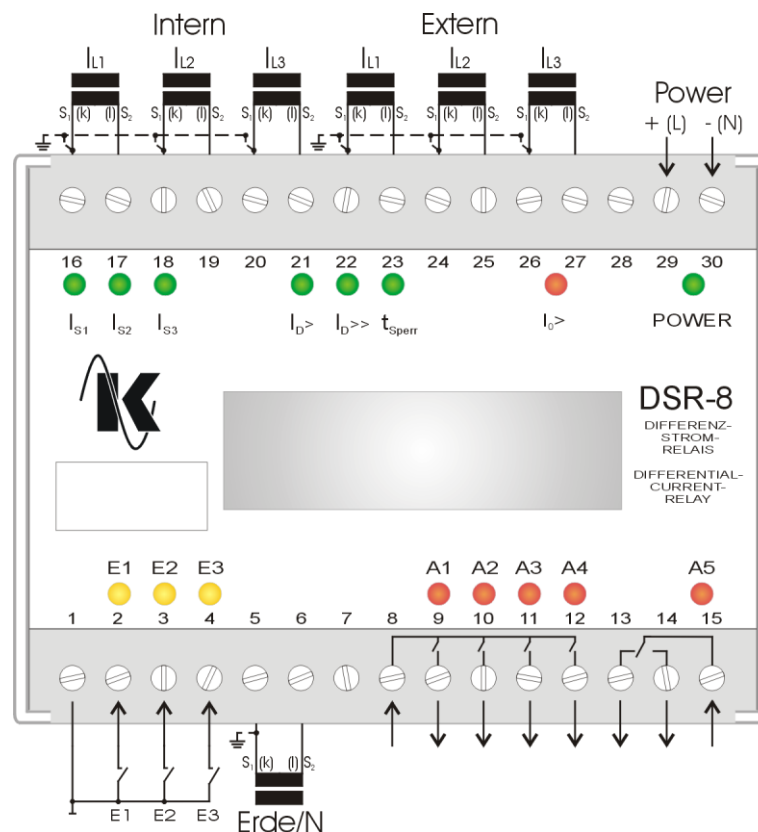 Intern Extern
IL1 IL2 IL3 IL1 IL2 IL3
Power
+ (L) - (N)
S1 (k) (l) S2 S1 (k) (l) S2 S1 (k) (l) S2 S1 (k) (l) S2 S1 (k) (l) S2 S1 (k) (l) S2
16 17 18 19 20 21 22 23 24 25 26 27 28 29 30
IS1 IS2 IS3 ID> ID>> tSperr I0> POWER
K
DSR-8
DIFFERENZ-
STROM-
RELAIS
DIFFERENTIAL-
CURRENT-
RELAY
E1 E2 E3 A1 A2 A3 A4 A5
1 2 3 4 5 6 7 8 9 10 11 12 13 14 15
S1 (k) (l) S2
E1 E2 E3
Erde/N